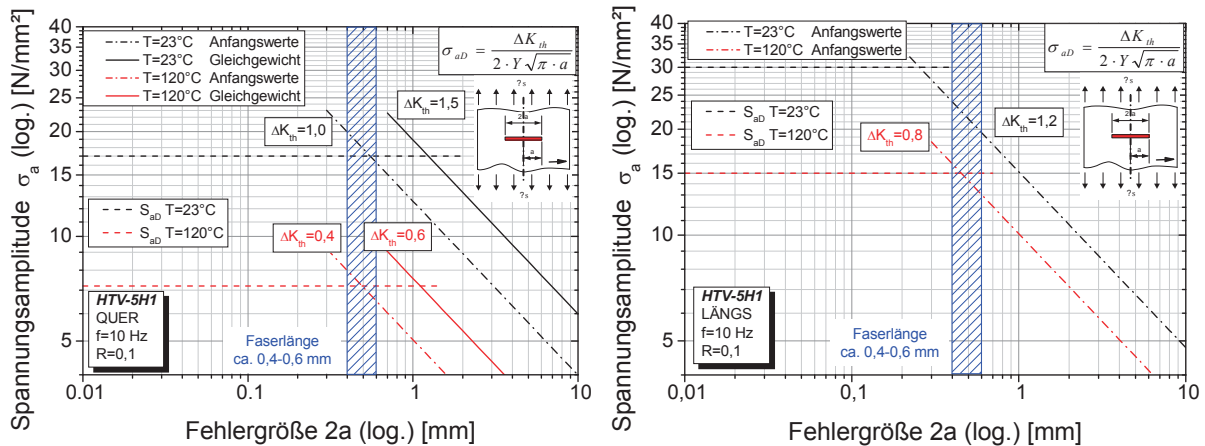 Spannungsamplitude σa (log.) [N/mm²]
40
30
20
15
10
5
T=23°C Anfangswerte
T=23°C Gleichgewicht
T=120°C Anfangswerte
T=120°C Gleichgewicht
σaD = ΔKth / 2 · Y √π · a
? s
2a
a
? s
ΔKth=1,5
ΔKth=1,0
SaD T=23°C
SaD T=120°C
ΔKth=0,4
ΔKth=0,6
HTV-5H1
QUER
f=10 Hz
R=0,1
Faserlänge
ca. 0,4-0,6 mm
0.01 0.1 1 10
Fehlergröße 2a (log.) [mm]
Spannungsamplitude σa (log.) [N/mm²]
40
30
20
15
10
5
T=23°C Anfangswerte
T=120°C Anfangswerte
σaD = ΔKth / 2 · Y √π · a
? s
2a
a
? s
SaD T=23°C
SaD T=120°C
ΔKth=0,8
ΔKth=1,2
HTV-5H1
LÄNGS
f=10 Hz
R=0,1
Faserlänge
ca. 0,4-0,6 mm
0,01 0,1 1 10
Fehlergröße 2a (log.) [mm]